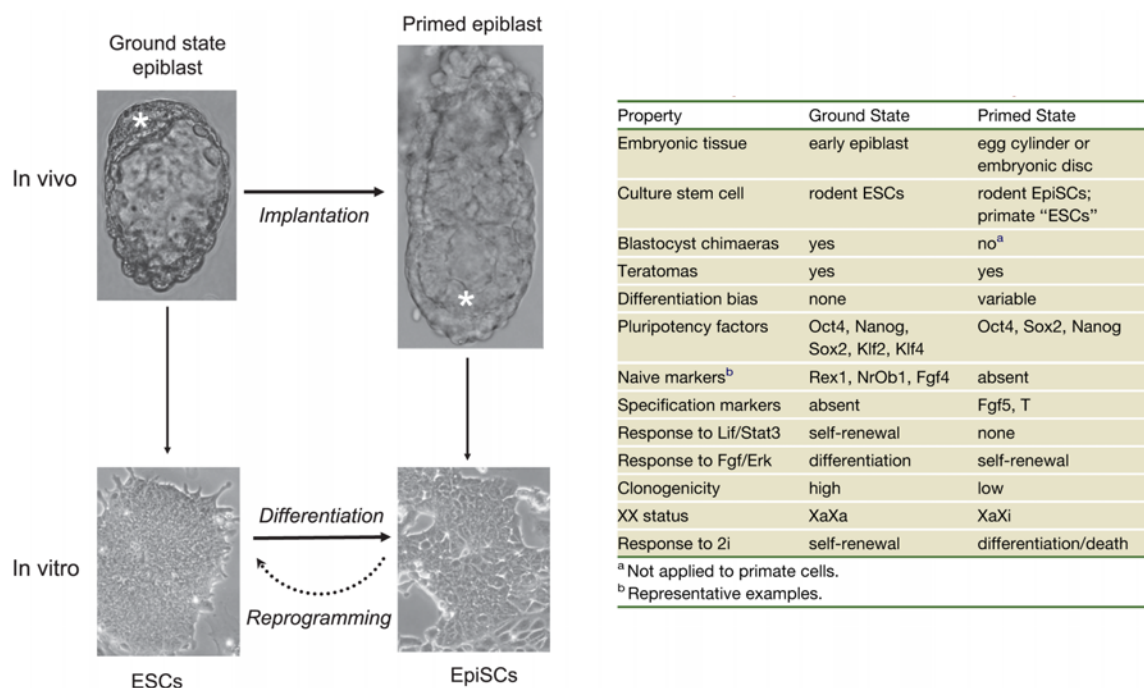 Ground state
epiblast
Primed epiblast
*
*
In vivo
Implantation
In vitro
Differentiation
Reprogramming
ESCs
EpiSCs
Property Ground State Primed State
Embryonic tissue early epiblast egg cylinder or
embryonic disc
Culture stem cell rodent ESCs rodent EpiSCs;
primate “ESCs”
Blastocyst chimaeras yes no a
Teratomas yes yes
Differentiation bias none variable
Pluripotency factors Oct4, Nanog, Oct4, Sox2, Nanog
Sox2, Klf2, Klf4
Naive markers b Rex1, NrOb1, Fgf4 absent
Specification markers absent Fgf5, T
Response to Lif/Stat3 self-renewal none
Response to Fgf/Erk differentiation self-renewal
Clonogenicity high low
XX status XaXa XaXi
Response to 2i self-renewal differentiation/death
a Not applied to primate cells.
b Representative examples.